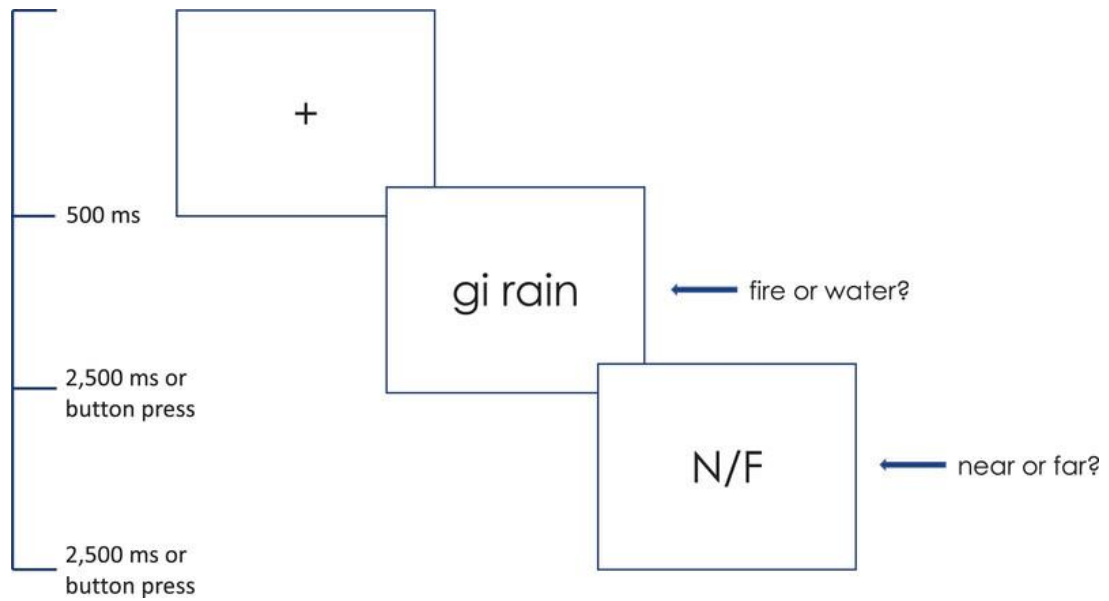 +
500 ms
gi rain
fire or water?
2,500 ms or
button press
N/F
near or far?
2,500 ms or
button press